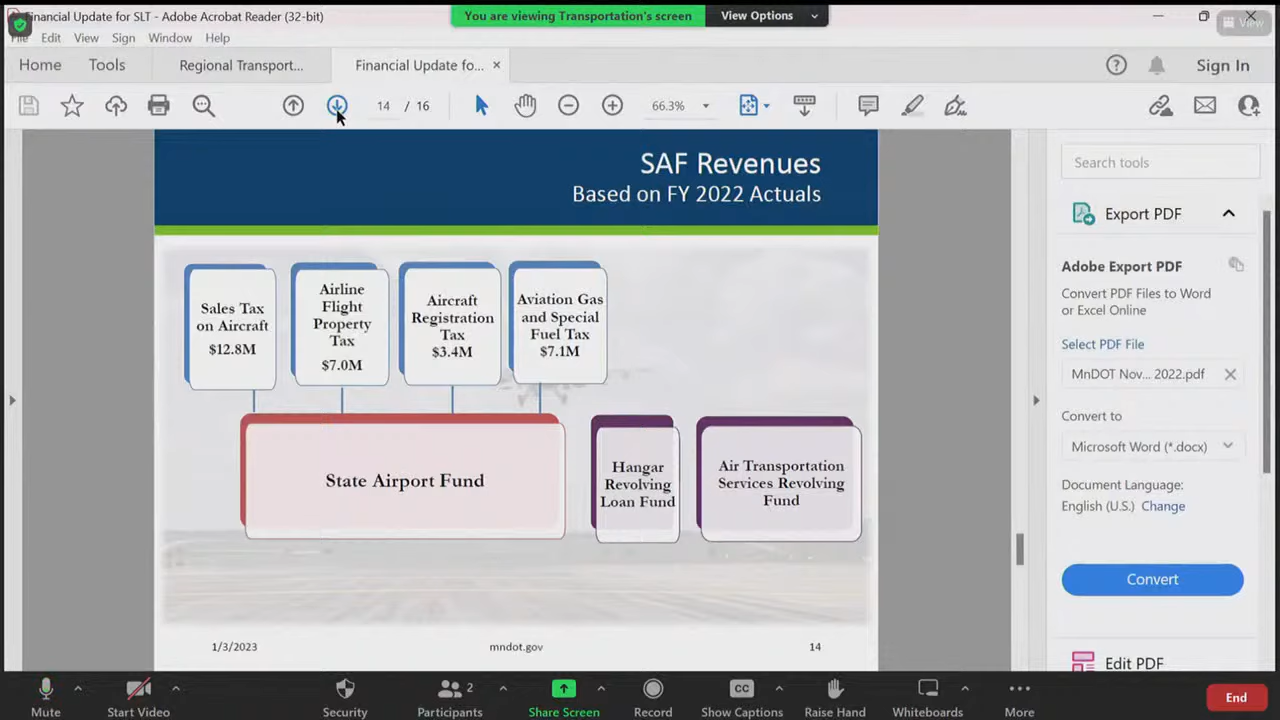 Financial Update for SLT - Adobe Acrobat Reader (32-bit)
You are viewing Transportation's screen
View Options
View
File Edit View Sign Window Help
Home Tools Regional Transport... Financial Update fo... ×
Sign In
14 / 16
66.3%
SAF Revenues
Based on FY 2022 Actuals
Sales Tax
on Aircraft
$12.8M
Airline
Flight
Property
Tax
$7.0M
Aircraft
Registration
Tax
$3.4M
Aviation Gas
and Special
Fuel Tax
$7.1M
State Airport Fund
Hangar
Revolving
Loan Fund
Air Transportation
Services Revolving
Fund
1/3/2023 mndot.gov 14
Search tools
Export PDF
Adobe Export PDF
Convert PDF Files to Word
or Excel Online
Select PDF File
MnDOT Nov... 2022.pdf
Convert to
Microsoft Word (*.docx)
Document Language:
English (U.S.) Change
Convert
Edit PDF
2
CC
Mute Start Video Security Participants Share Screen Record Show Captions Raise Hand Whiteboards More End